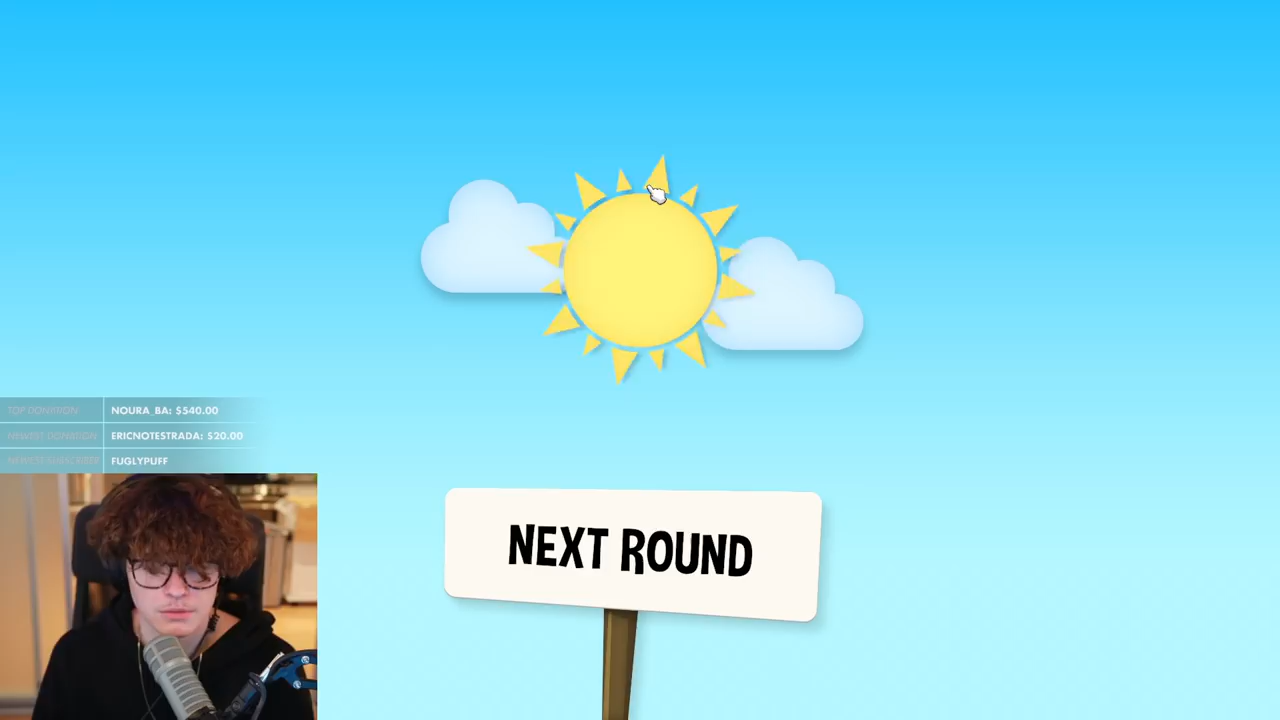 TOP DONATION NOURA_BA: $540.00
NEWEST DONATION ERICNOTESTRADA: $20.00
NEWEST SUBSCRIBER FUGLYPUFF
NEXT ROUND